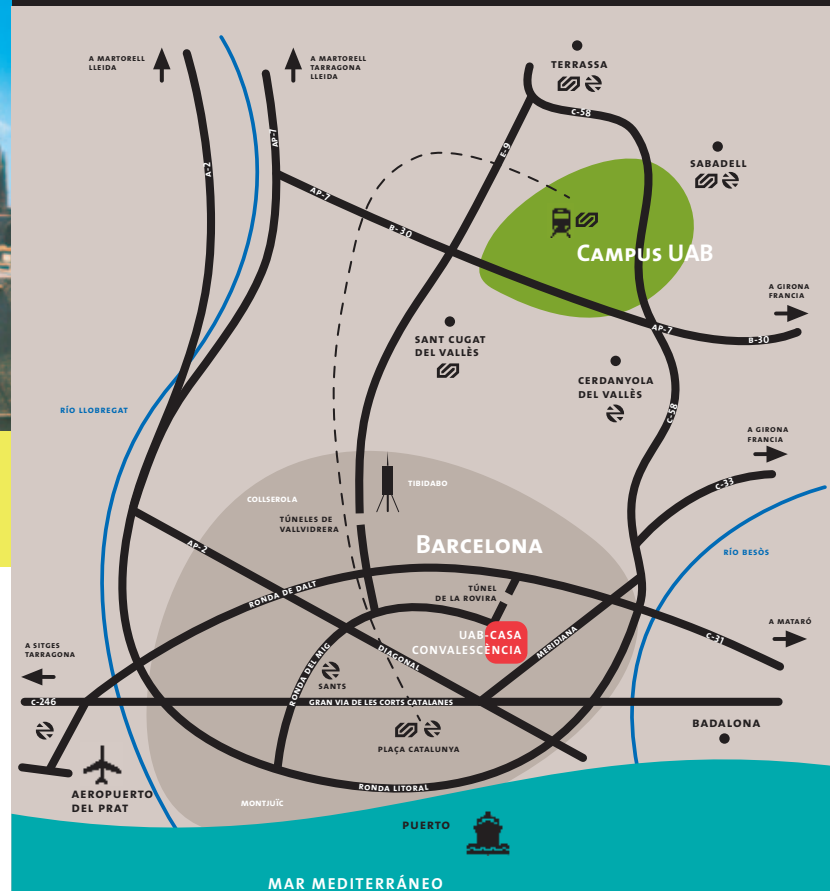 A MARTORELL
LLEIDA
A MARTORELL
TARRAGONA
LLEIDA
TERRASSA
C-58
AP-7
E-9
A-2
SABADELL
AP-7
B-30
CAMPUS UAB
A GIRONA
FRANCIA
AP-7
B-30
SANT CUGAT
DEL VALLÈS
CERDANYOLA
DEL VALLÈS
C-58
RÍO LLOBREGAT
A GIRONA
FRANCIA
TIBIDABO
C-33
COLLSEROLA
TÚNELES DE
VALLVIDRERA
BARCELONA
AP-2
RÍO BESÒS
RONDA DE DALT
TÚNEL
DE LA ROVIRA
A SITGES
TARRAGONA
UAB-CASA
CONVALESCÈNCIA
MERIDIANA
C-31
A MATARÓ
DIAGONAL
RONDA DEL MIG
SANTS
C-246
GRAN VIA DE LES CORTS CATALANES
BADALONA
PLAÇA CATALUNYA
AEROPUERTO
DEL PRAT
RONDA LITORAL
MONTJUÏC
PUERTO
MAR MEDITERRÁNEO